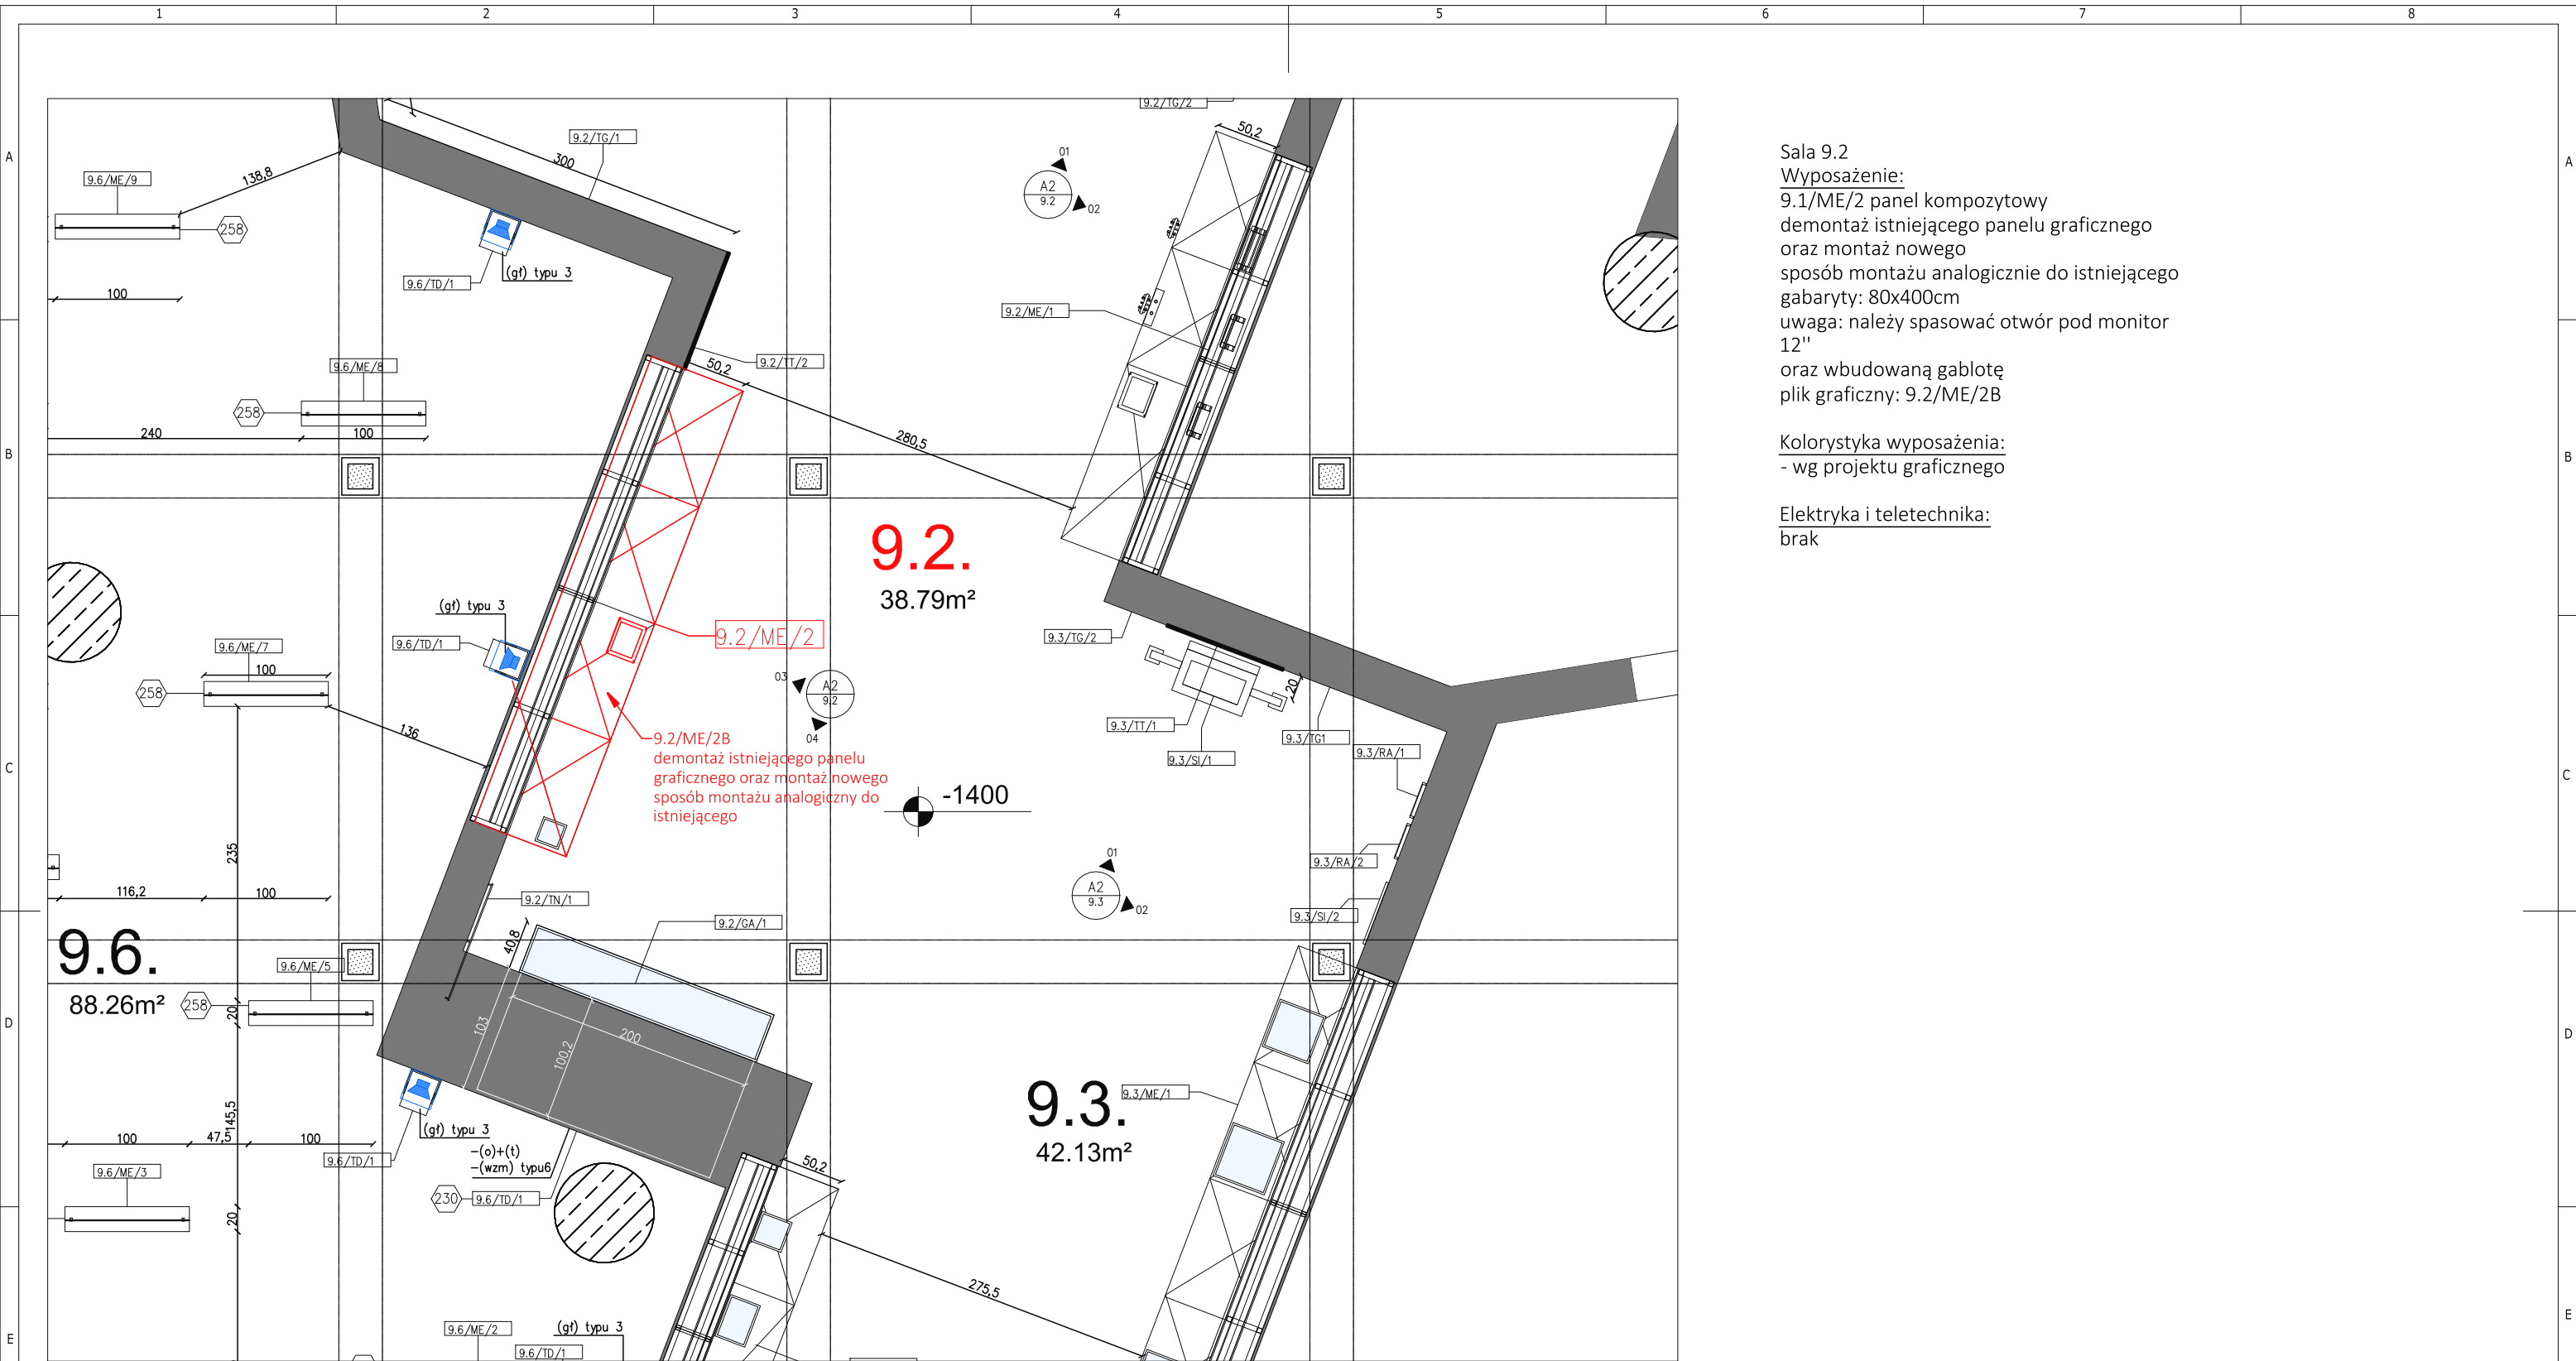 1 2 3 4 5 6 7 8
A
B
C
D
E
A
B
C
D
E
9.2/TG/2
9.2/TG/1
300
50,2
01
A2
9.2
02
138,8
9.6/ME/9
258
9.6/TD/1
(gł) typu 3
100
9.2/ME/1
9.2/TT/2
50,2
9.6/ME/8
258
240
100
280,5
9.2.
38.79m²
(gł) typu 3
9.6/TD/1
9.2/ME/2
9.3/TG/2
9.6/ME/7
100
258
136
03
A2
9.2
04
20
9.3/TT/1
9.3/SI/1
9.3/TG1
9.3/RA/1
9.2/ME/2B
demontaż istniejącego panelu
graficznego oraz montaż nowego
sposób montażu analogiczny do
istniejącego
-1400
235
116,2
100
9.2/TN/1
9.2/GA/1
40,8
01
A2
9.3
02
9.3/RA/2
9.3/SI/2
9.6.
88.26m²
9.6/ME/5
258
20
103
100,2
200
9.3.
42.13m²
9.3/ME/1
145,5
100
47,5
100
(gł) typu 3
9.6/TD/1
-(o)+(t)
-(wzm) typu6
230
9.6/TD/1
9.6/ME/3
20
50,2
275,5
9.6/ME/2
(gł) typu 3
9.6/TD/1
Sala 9.2
Wyposażenie:
9.1/ME/2 panel kompozytowy
demontaż istniejącego panelu graficznego
oraz montaż nowego
sposób montażu analogicznie do istniejącego
gabaryty: 80x400cm
uwaga: należy spasować otwór pod monitor
12''
oraz wbudowaną gablotę
plik graficzny: 9.2/ME/2B
Kolorystyka wyposażenia:
- wg projektu graficznego
Elektryka i teletechnika:
brak